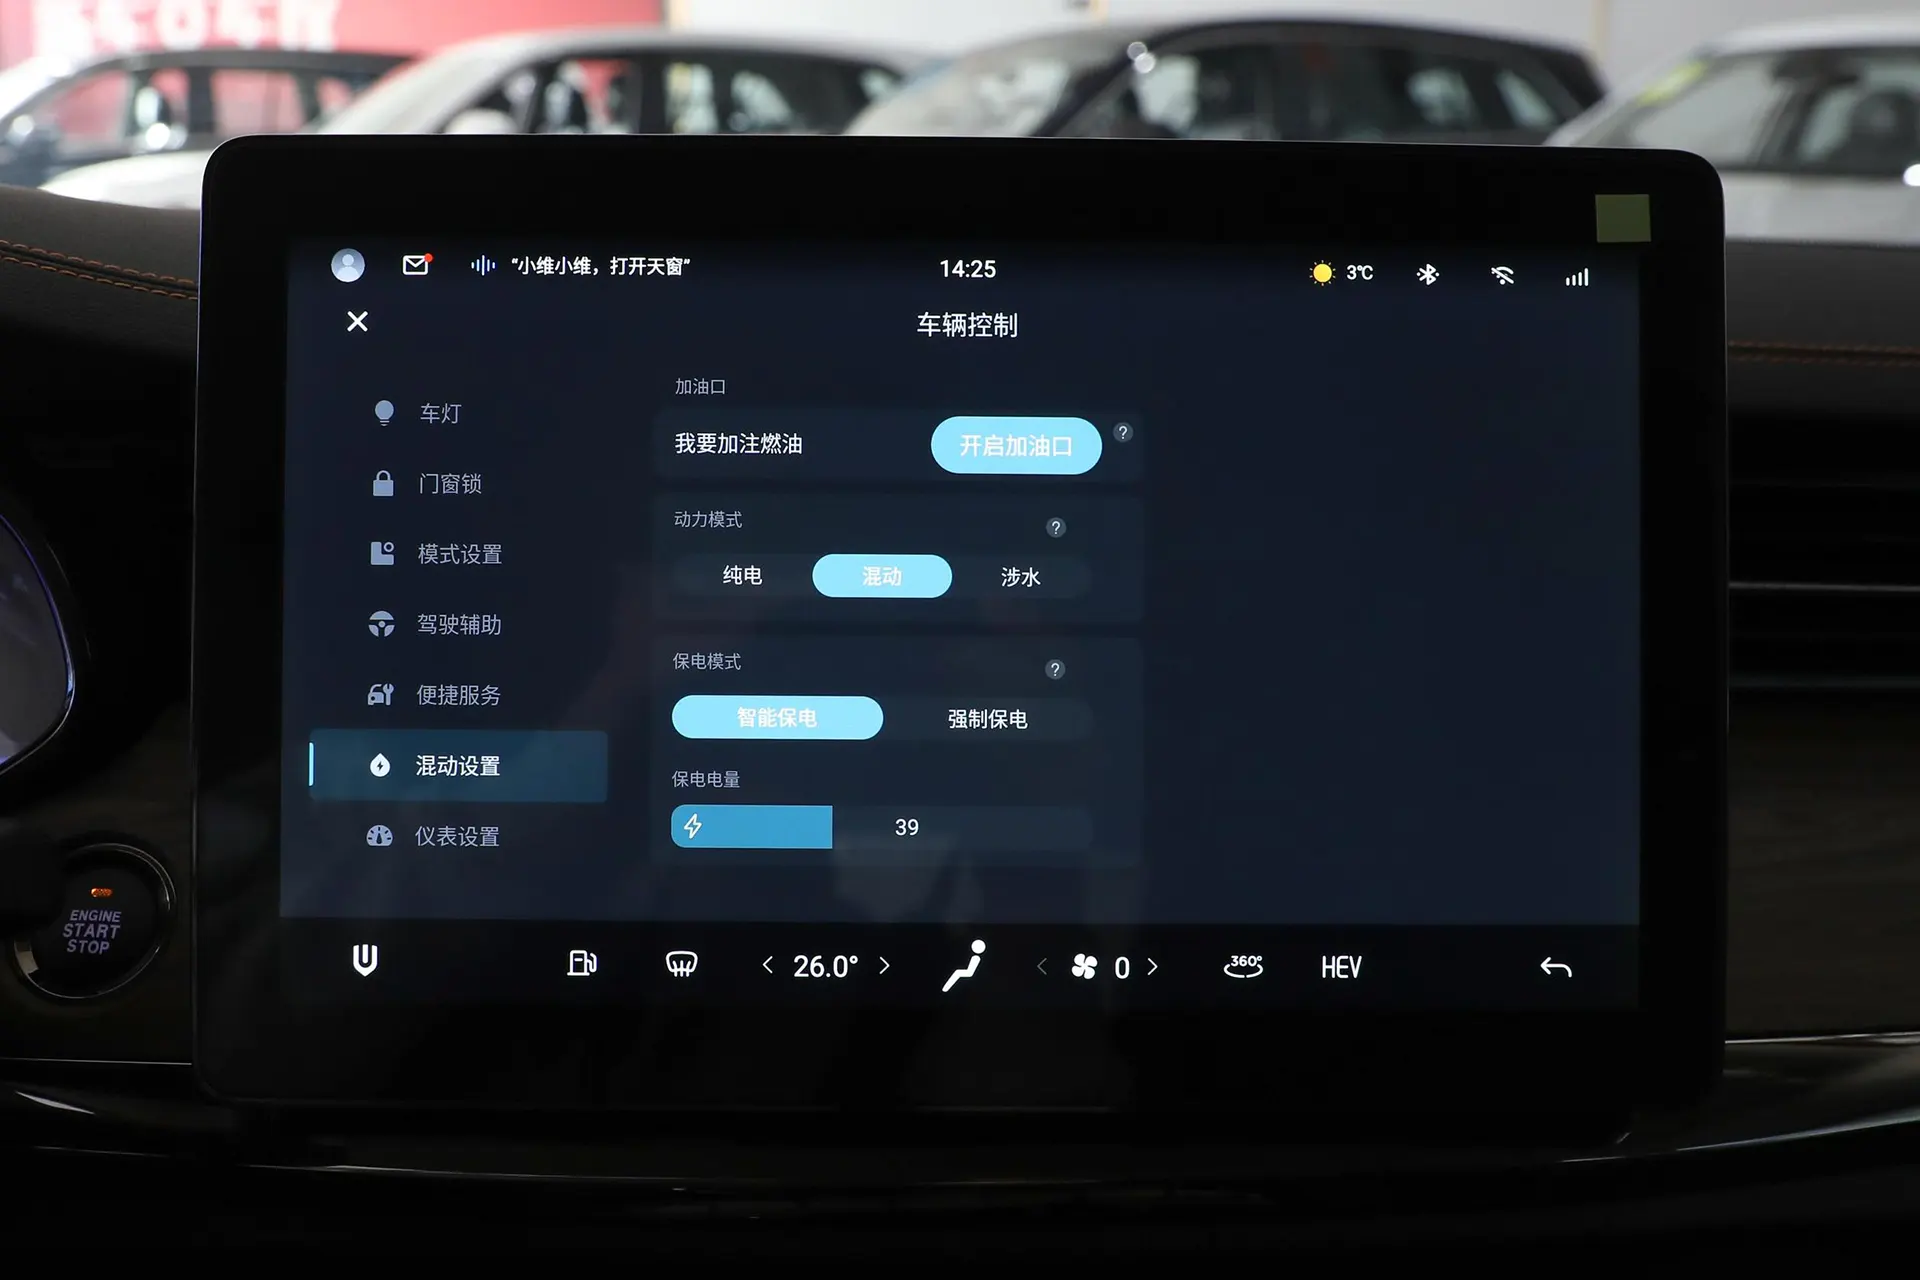 “小维小维，打开天窗”
14:25
3℃
车辆控制
车灯
门窗锁
模式设置
驾驶辅助
便捷服务
混动设置
仪表设置
加油口
我要加注燃油
开启加油口
?
动力模式
?
纯电
混动
涉水
保电模式
?
智能保电
强制保电
保电电量
39
ENGINE
START
STOP
26.0°
0
360°
HEV